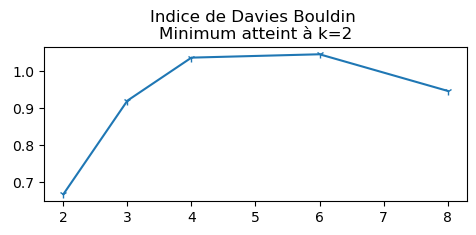 Indice de Davies Bouldin
Minimum atteint à k=2
1.0
0.9
0.8
0.7
2 3 4 5 6 7 8